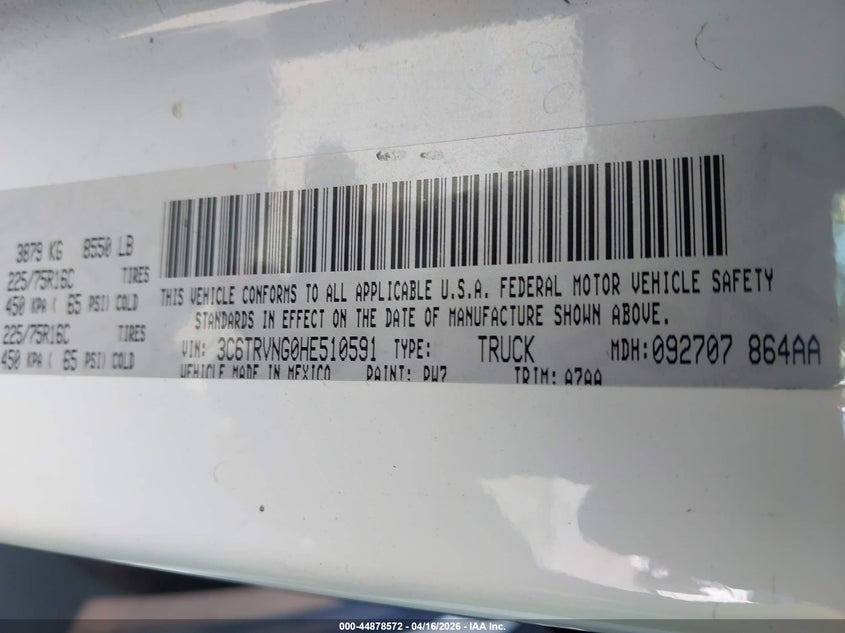 3879 KG 8550 LB
225/75R16C TIRES
450 KPA ( 65 PSI) COLD
225/75R16C TIRES
450 KPA ( 65 PSI) COLD
THIS VEHICLE CONFORMS TO ALL APPLICABLE U.S.A. FEDERAL MOTOR VEHICLE SAFETY
STANDARDS IN EFFECT ON THE DATE OF MANUFACTURE SHOWN ABOVE.
VIN: 3C6TRVNG0HE510591 TYPE: TRUCK MDH:092707 864AA
VEHICLE MADE IN MEXICO PAINT: PW7 TRIM: A7AA
000-44878572 - 04/16/2026 - IAA Inc.